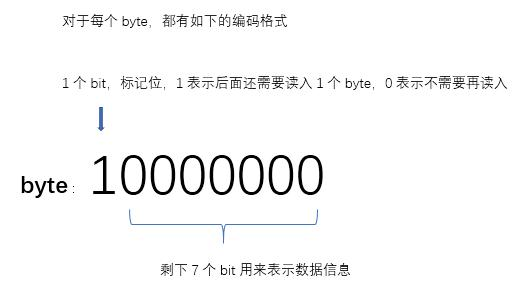 对于每个 byte，都有如下的编码格式
1 个 bit，标记位，1 表示后面还需要读入 1 个 byte，0 表示不需要再读入
byte： 10000000
剩下 7 个 bit 用来表示数据信息